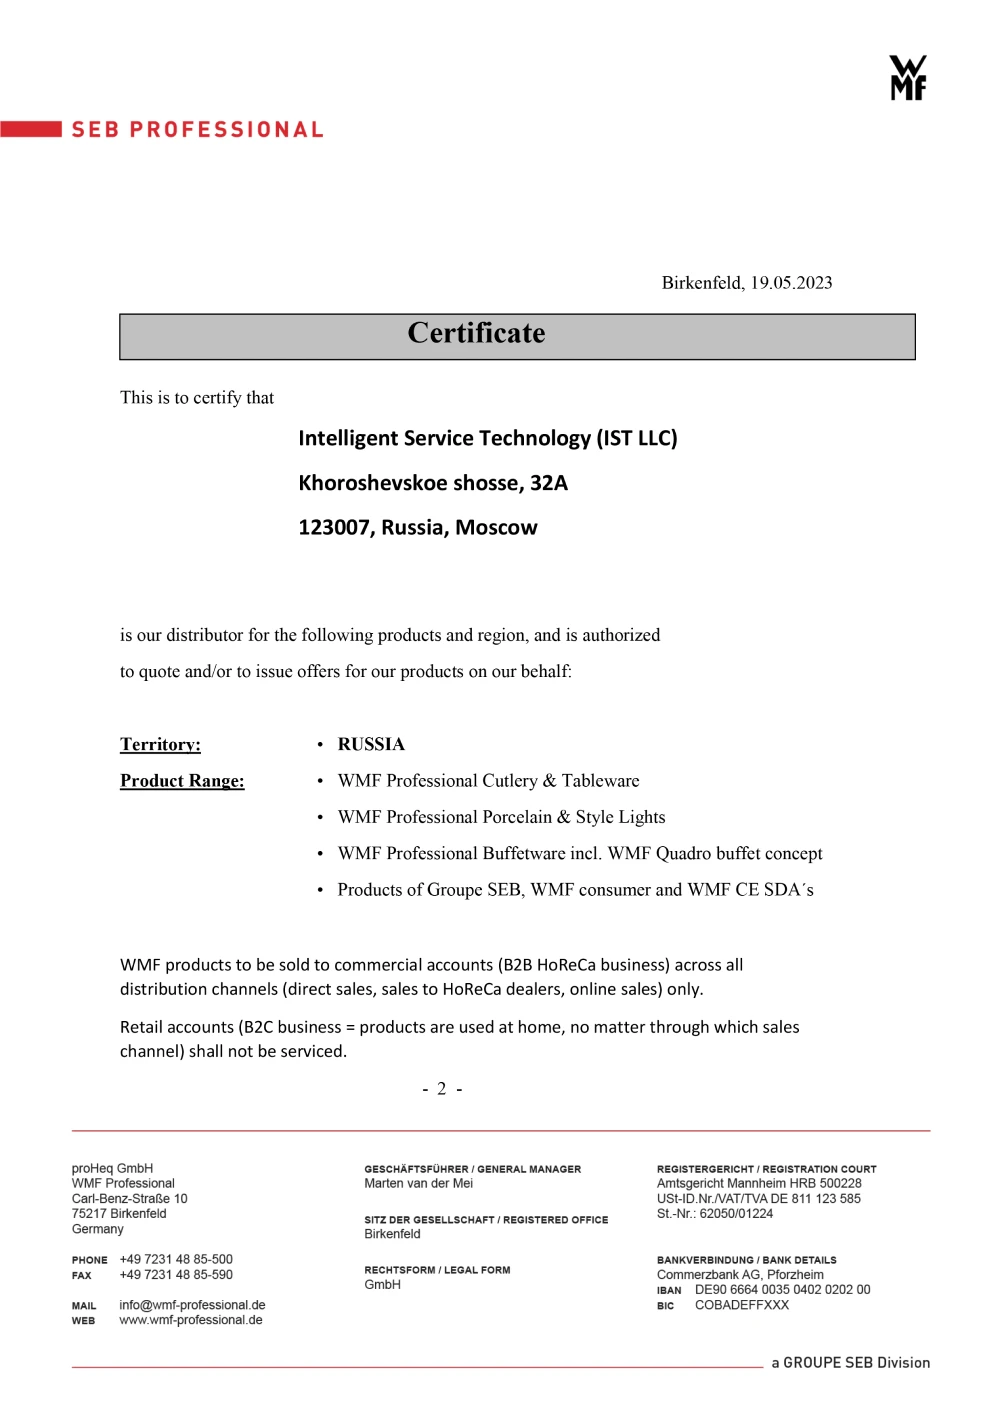 WMF
SEB PROFESSIONAL
Birkenfeld, 19.05.2023
Certificate
This is to certify that
Intelligent Service Technology (IST LLC)
Khoroshevskoe shosse, 32A
123007, Russia, Moscow
is our distributor for the following products and region, and is authorized
to quote and/or to issue offers for our products on our behalf:
Territory: • RUSSIA
Product Range: • WMF Professional Cutlery & Tableware
• WMF Professional Porcelain & Style Lights
• WMF Professional Buffetware incl. WMF Quadro buffet concept
• Products of Groupe SEB, WMF consumer and WMF CE SDA´s
WMF products to be sold to commercial accounts (B2B HoReCa business) across all
distribution channels (direct sales, sales to HoReCa dealers, online sales) only.
Retail accounts (B2C business = products are used at home, no matter through which sales
channel) shall not be serviced.
- 2 -
proHeq GmbH
WMF Professional
Carl-Benz-Straße 10
75217 Birkenfeld
Germany
PHONE +49 7231 48 85-500
FAX +49 7231 48 85-590
MAIL info@wmf-professional.de
WEB www.wmf-professional.de
GESCHÄFTSFÜHRER / GENERAL MANAGER
Marten van der Mei
SITZ DER GESELLSCHAFT / REGISTERED OFFICE
Birkenfeld
RECHTSFORM / LEGAL FORM
GmbH
REGISTERGERICHT / REGISTRATION COURT
Amtsgericht Mannheim HRB 500228
USt-ID.Nr./VAT/TVA DE 811 123 585
St.-Nr.: 62050/01224
BANKVERBINDUNG / BANK DETAILS
Commerzbank AG, Pforzheim
IBAN DE90 6664 0035 0402 0202 00
BIC COBADEFFXXX
a GROUPE SEB Division